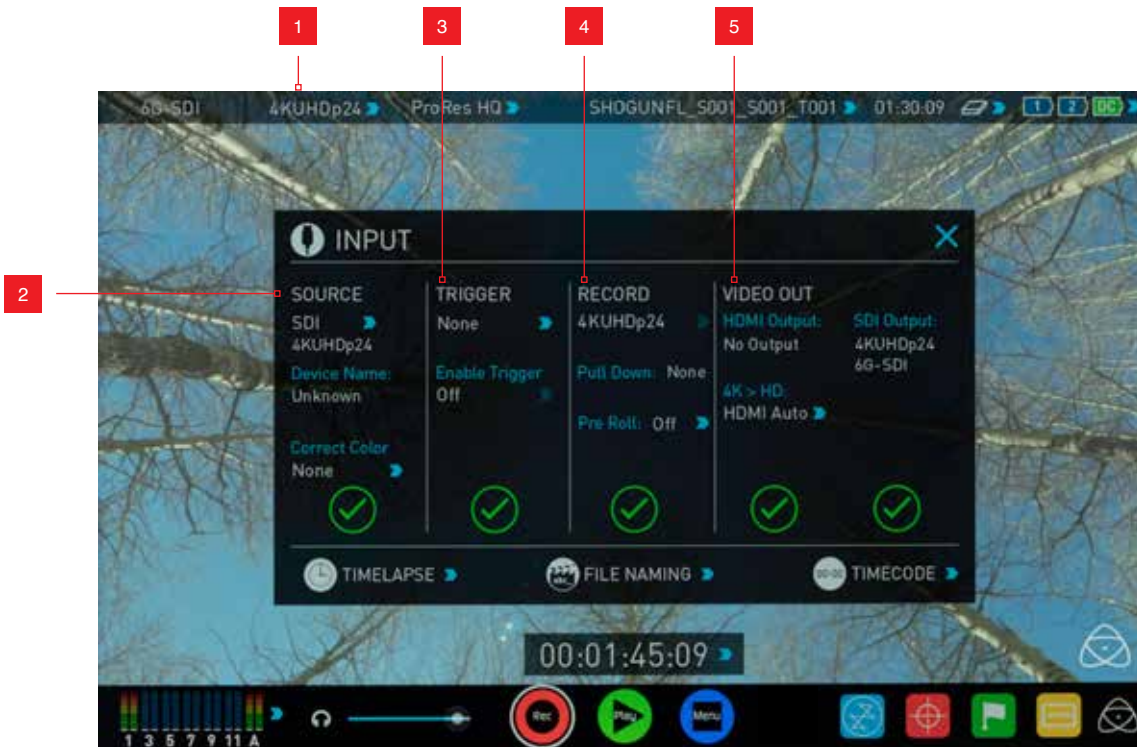 1
3
4
5
2
6G-SDI 4KUHDp24 ProRes HQ SHOGUNFL_S001_S001_T001 01:30:09 1 2 DC
INPUT
SOURCE
SDI
4KUHDp24
Device Name:
Unknown
Correct Color
None
TRIGGER
None
Enable Trigger
Off
RECORD
4KUHDp24
Pull Down: None
Pre Roll: Off
VIDEO OUT
HDMI Output:
No Output
4K > HD:
HDMI Auto
SDI Output:
4KUHDp24
6G-SDI
TIMELAPSE
FILE NAMING
00:00 TIMECODE
00:01:45:09
1 3 5 7 9 11 A
Rec
Play
Menu